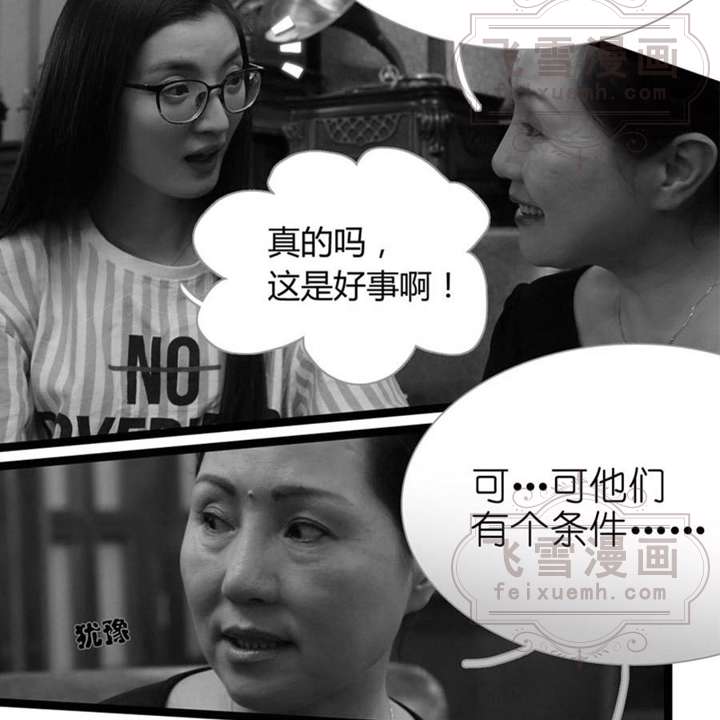 飞雪漫画
feixuemh.com
真的吗，
这是好事啊！
NO
可…可他们
有个条件……
飞雪漫画
feixuemh.com
犹豫